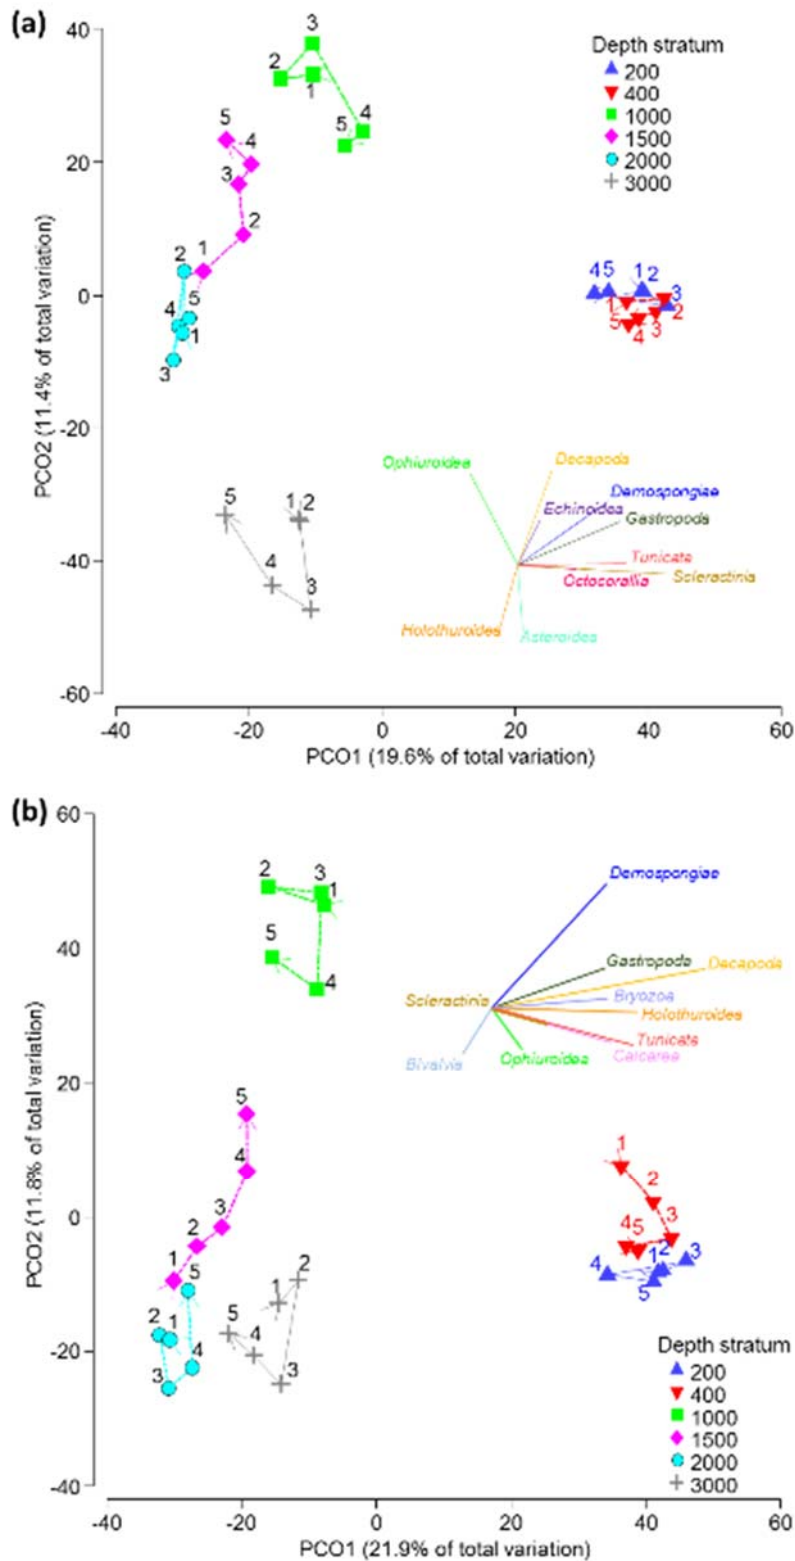 (a)
40
20
0
-20
-40
-60
PCO2 (11.4% of total variation)
Depth stratum
200
400
1000
1500
2000
3000
3
2
1
4
5
5
4
3
2
1
2
5
4
1
3
4 5 1 2
3
1
2
5
4
3
5
1 2
4
3
Ophiuroidea
Decapoda
Demospongiae
Echinoidea
Gastropoda
Tunicata
Octocorallia
Scleractinia
Holothuroidea
Asteroidea
-40 -20 0 20 40 60
PCO1 (19.6% of total variation)
(b)
60
40
20
0
-20
-40
PCO2 (11.8% of total variation)
2
3
1
5
4
Demospongiae
Gastropoda
Decapoda
Scleractinia
Bryozoa
Holothuroidea
Tunicata
Calcarea
Bivalvia
Ophiuroidea
5
4
3
2
1
5
2 1
4
3
2
1
5
4
3
1
2
3
4 5
4
1 2
3
5
Depth stratum
200
400
1000
1500
2000
3000
-40 -20 0 20 40 60
PCO1 (21.9% of total variation)